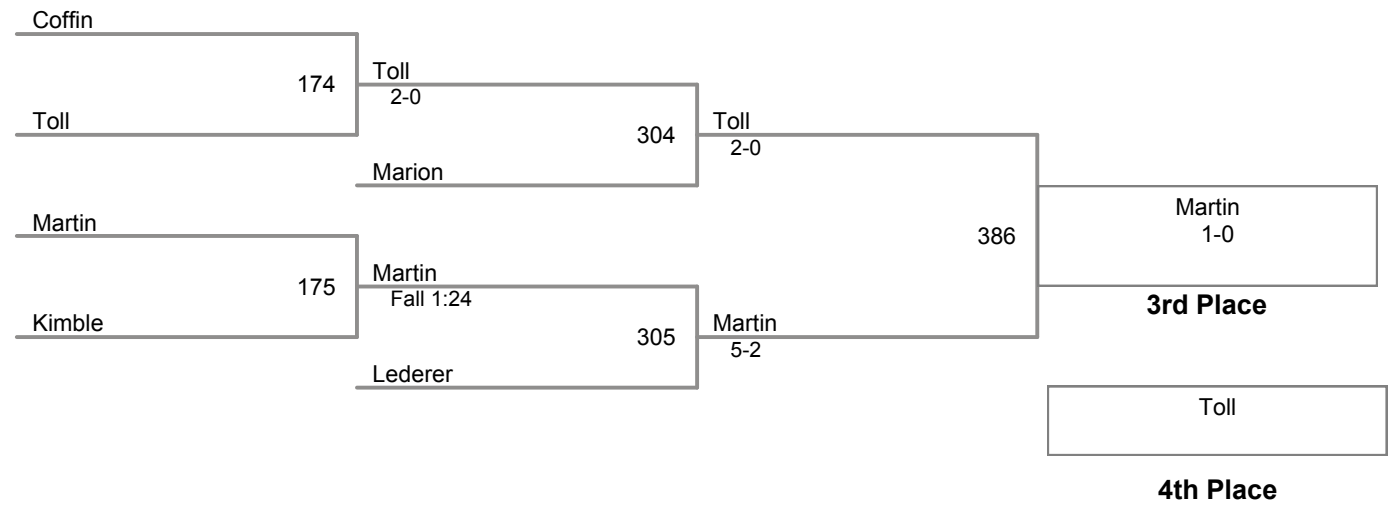 Coffin
174
Toll
2-0
Toll
304
Toll
2-0
Marion
Martin
386
Martin
1-0
175
Martin
Fall 1:24
3rd Place
Kimble
305
Martin
5-2
Lederer
Toll
4th Place